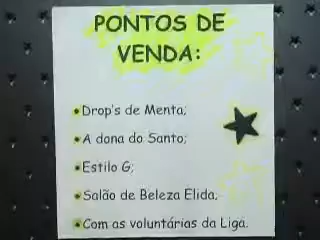 PONTOS DE
VENDA:
• Drop's de Menta;
• A dona do Santo;
• Estilo G;
• Salão de Beleza Elida.
• Com as voluntárias da Liga.